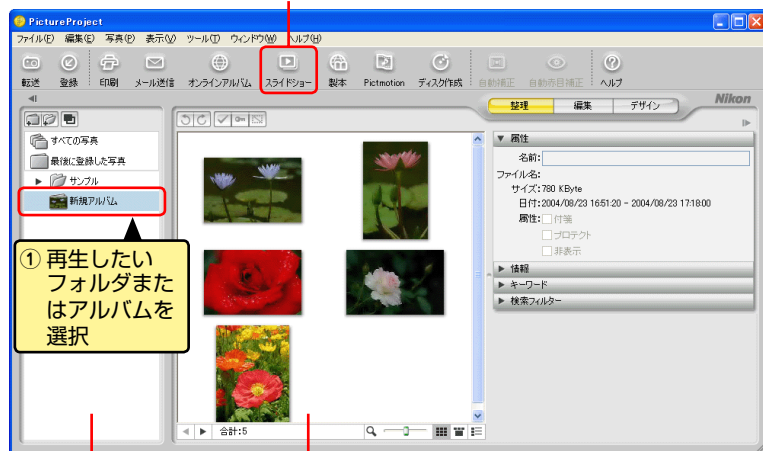 PictureProject
ファイル(F) 編集(E) 写真(P) 表示(V) ツール(T) ウィンドウ(W) ヘルプ(H)
転送 登録 印刷 メール送信 オンラインアルバム スライドショー 製本 Pictmotion ディスク作成 自動補正 自動赤目補正 ヘルプ
整理 編集 デザイン
Nikon
すべての写真
最後に登録した写真
サンプル
新規アルバム
① 再生したい
フォルダまた
はアルバムを
選択
合計:5
属性
名前:
ファイル名:
サイズ:780 KByte
日付:2004/08/23 16:51:20 - 2004/08/23 17:18:00
属性: 付箋
プロテクト
非表示
情報
キーワード
検索フィルター